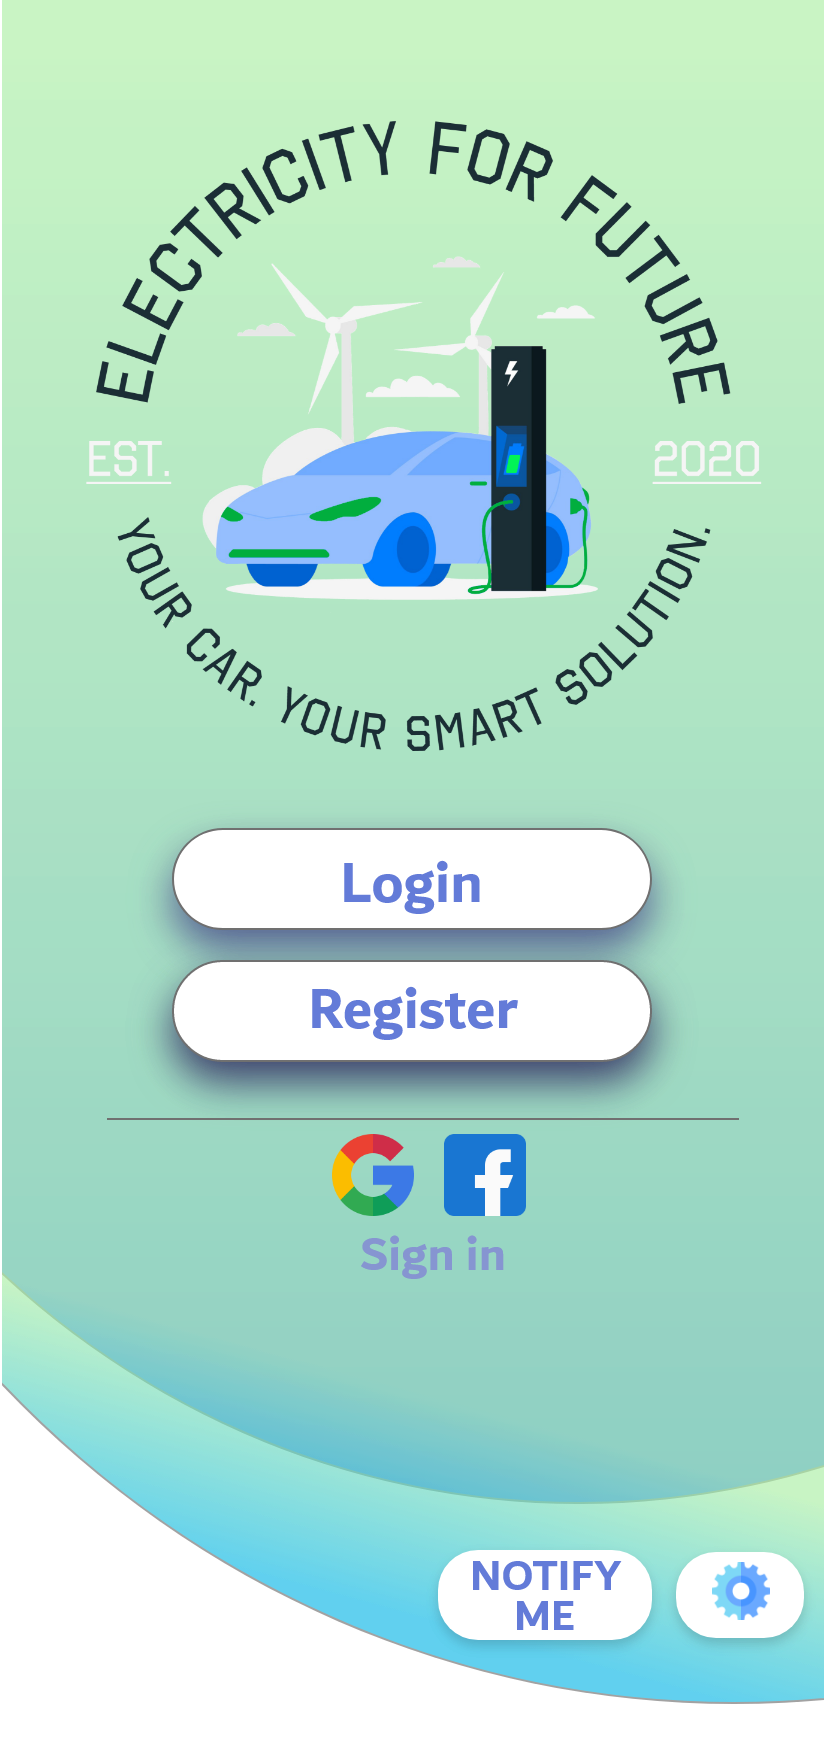 ELECTRICITY FOR FUTURE
EST.
2020
YOUR CAR. YOUR SMART SOLUTION.
Login
Register
Sign in
NOTIFY
ME